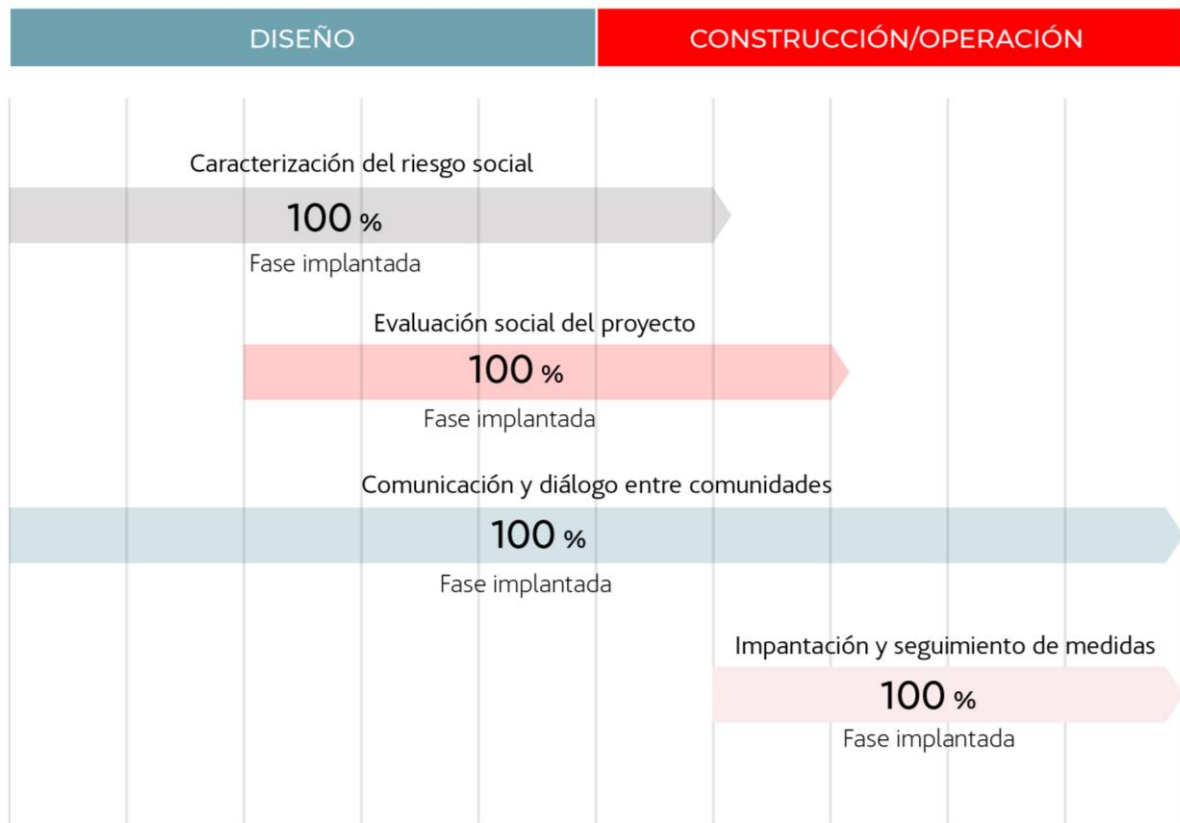 DISEÑO
CONSTRUCCIÓN/OPERACIÓN
Caracterización del riesgo social
100 %
Fase implantada
Evaluación social del proyecto
100 %
Fase implantada
Comunicación y diálogo entre comunidades
100 %
Fase implantada
Impantación y seguimiento de medidas
100 %
Fase implantada